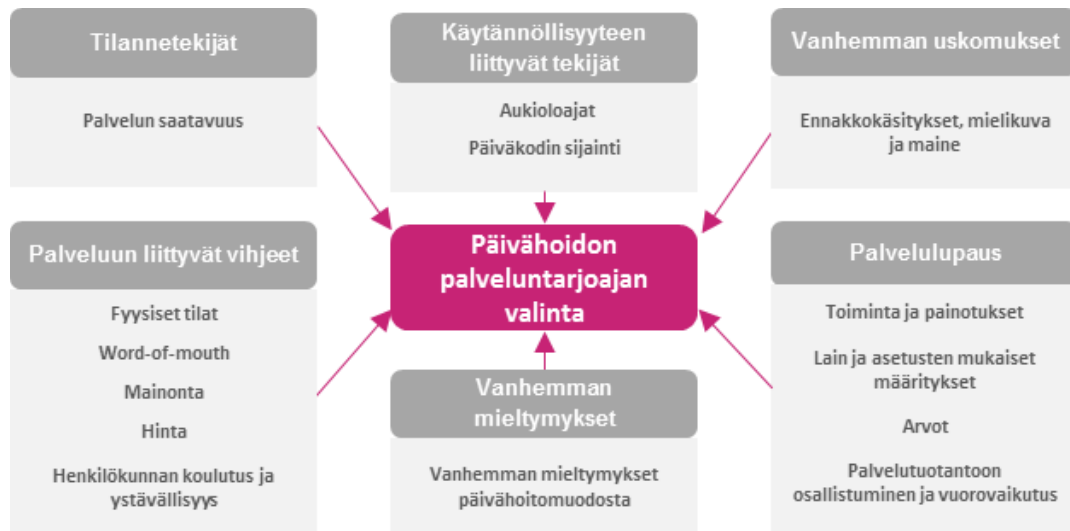 Tilannetekijät
Palvelun saatavuus
Käytännöllisyyteen
liittyvät tekijät
Aukioloajat
Päiväkodin sijainti
Vanhemman uskomukset
Ennakkokäsitykset, mielikuva
ja maine
Palveluun liittyvät vihjeet
Fyysiset tilat
Word-of-mouth
Mainonta
Hinta
Henkilökunnan koulutus ja
ystävällisyys
Päivähoidon
palveluntarjoajan
valinta
Vanhemman
mieltymykset
Vanhemman mieltymykset
päivähoitomuodosta
Palvelulupaus
Toiminta ja painotukset
Lain ja asetusten mukaiset
määritykset
Arvot
Palvelutuotantoon
osallistuminen ja vuorovaikutus